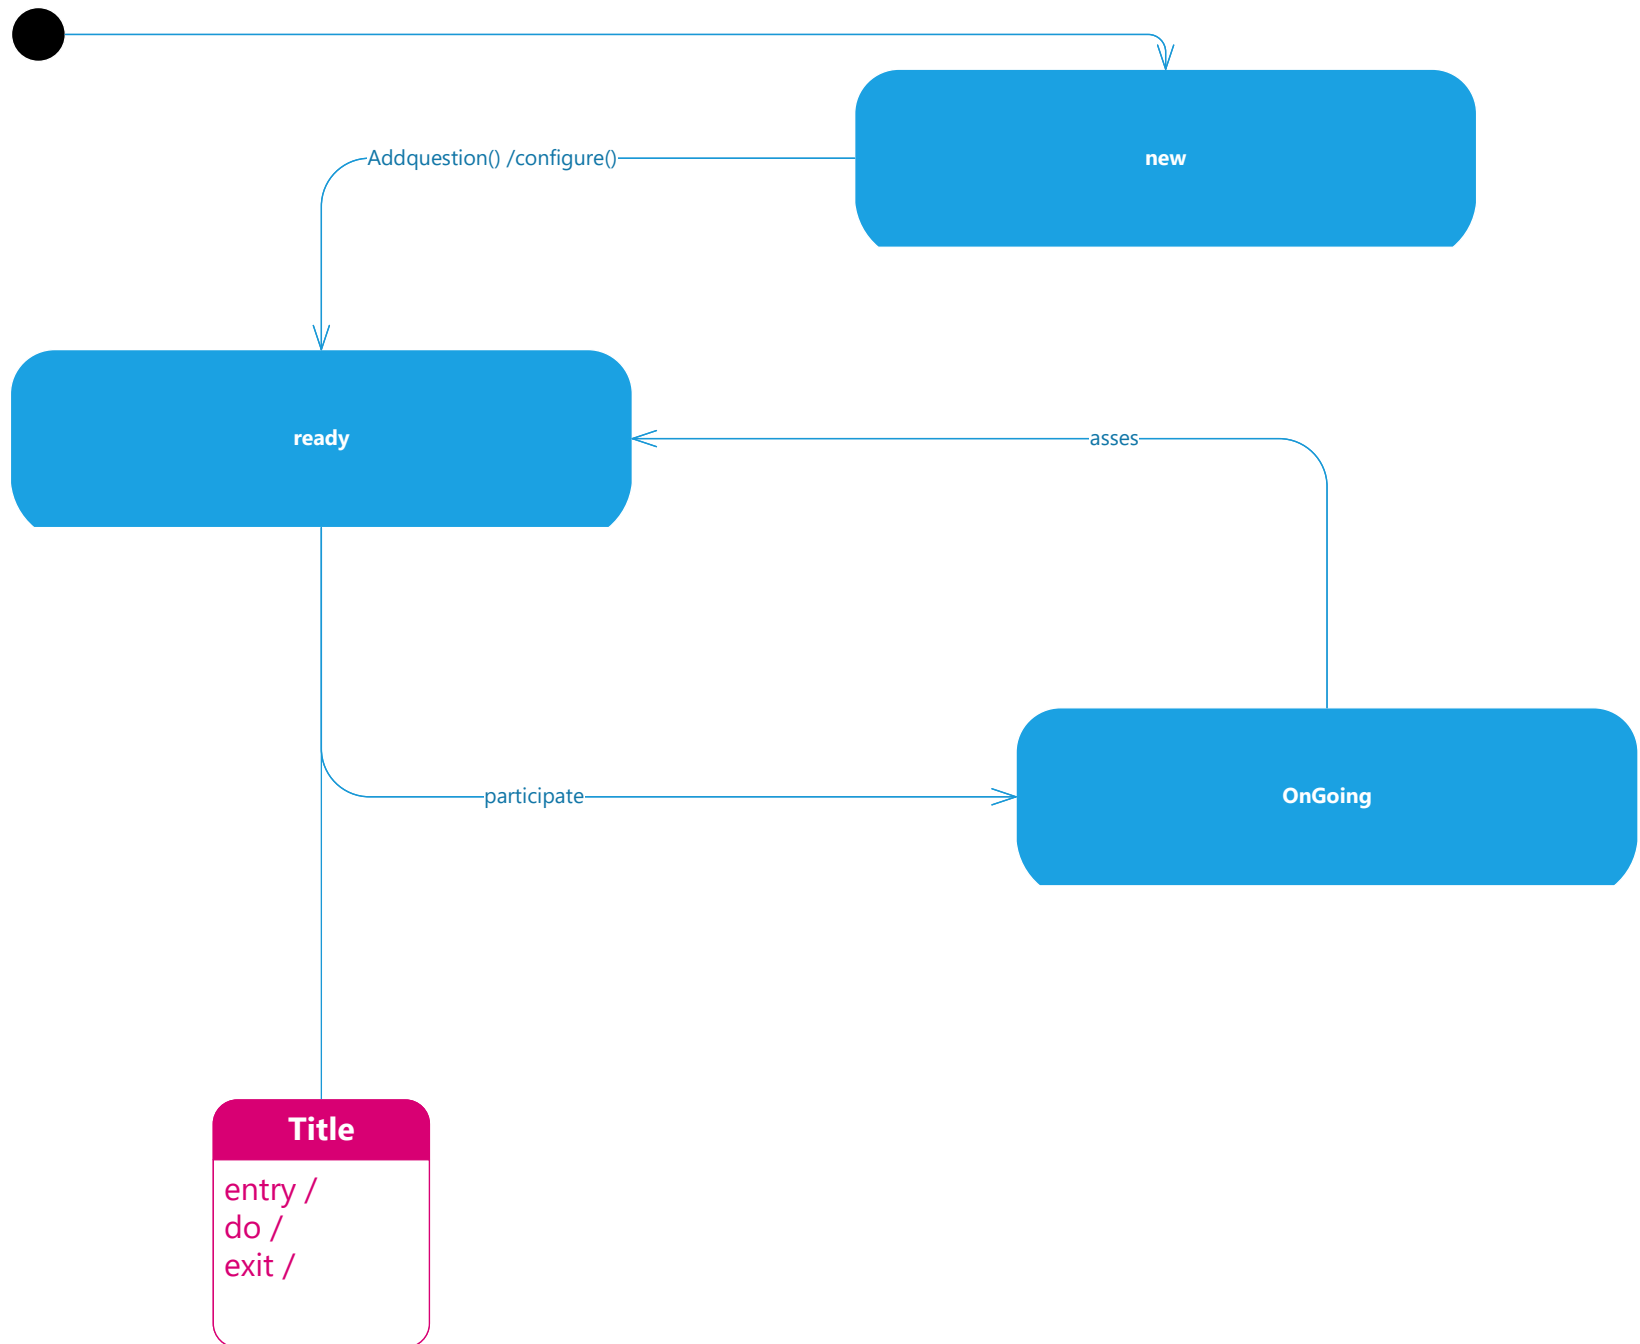 new
Addquestion() /configure()
ready
asses
participate
OnGoing
Title
entry /
do /
exit /